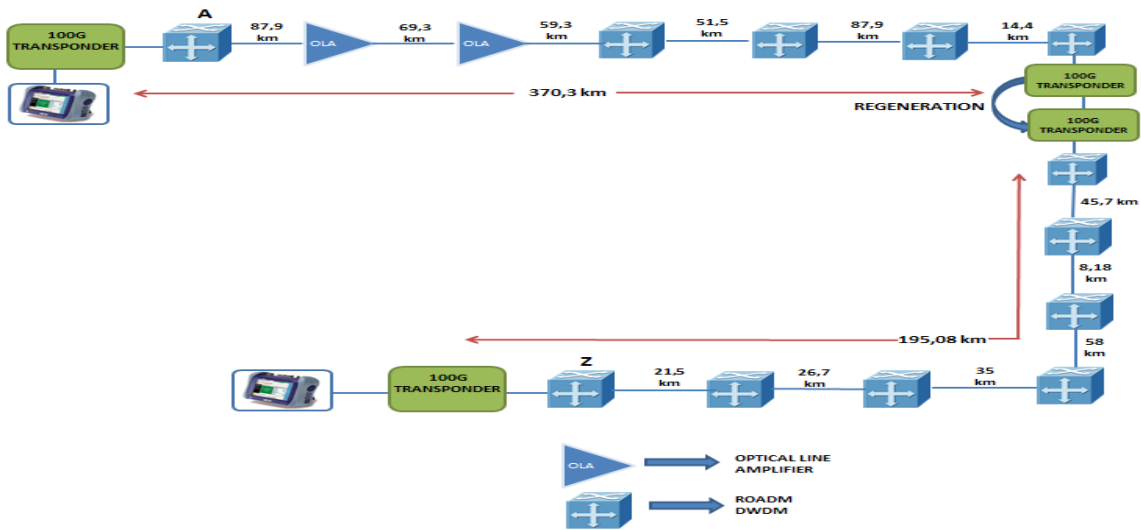 A
100G
TRANSPONDER
87,9
km
OLA
69,3
km
OLA
59,3
km
51,5
km
87,9
km
14,4
km
370,3 km
REGENERATION
100G
TRANSPONDER
100G
TRANSPONDER
45,7 km
8,18
km
58
km
195,08 km
100G
TRANSPONDER
Z
21,5
km
26,7
km
35
km
OLA
OPTICAL LINE
AMPLIFIER
ROADM
DWDM